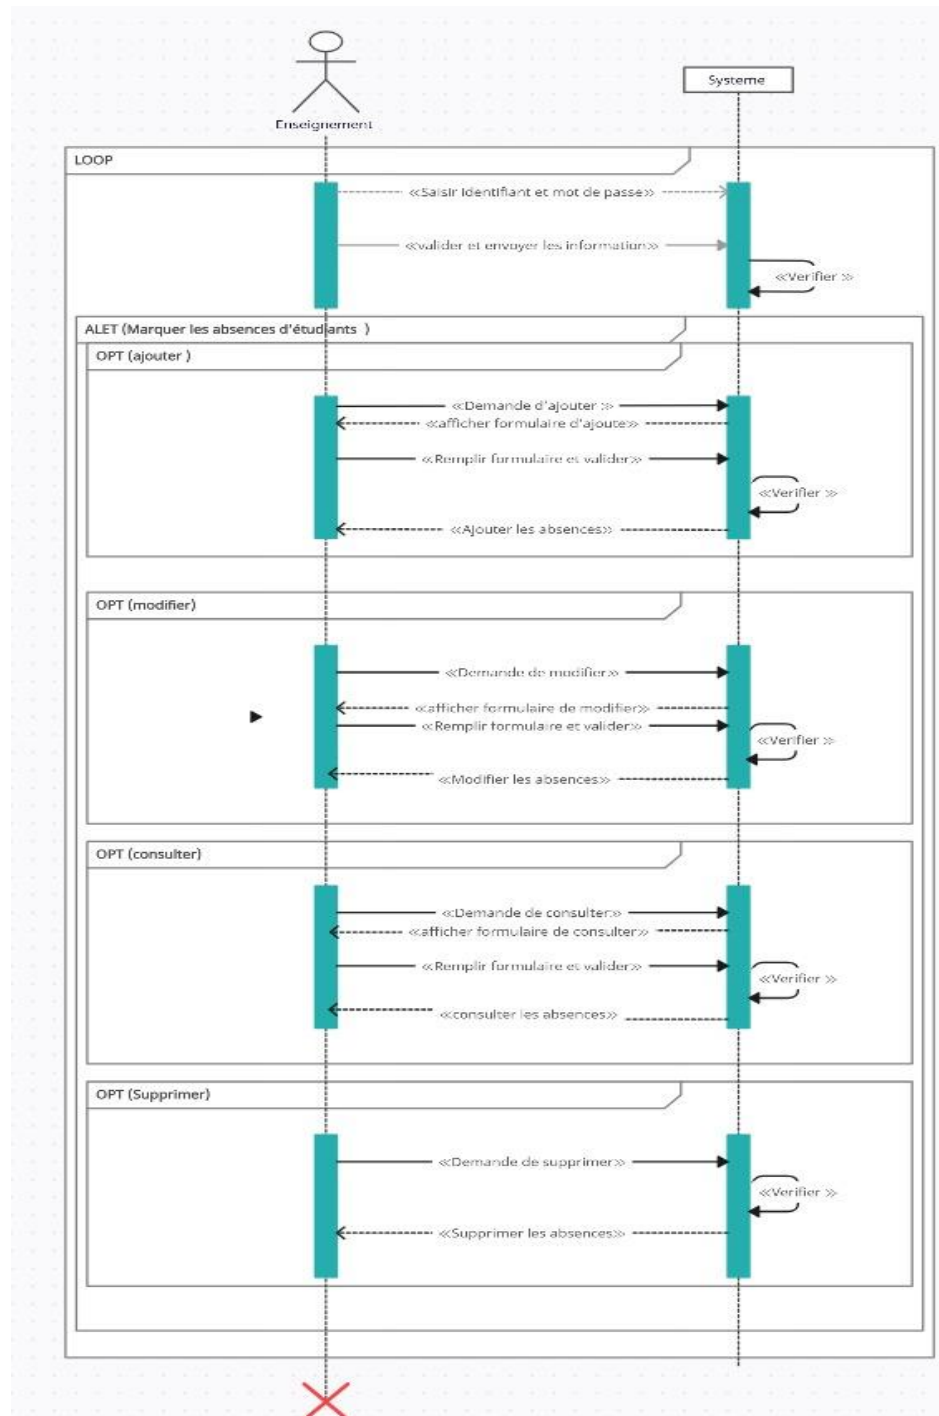 Systeme
Enseignement
LOOP
«Saisir identifiant et mot de passe»
«valider et envoyer les information»
«Verifier »
ALET (Marquer les absences d'étudiants )
OPT (ajouter )
«Demande d'ajouter »
«afficher formulaire d'ajoute»
«Remplir formulaire et valider»
«Verifier »
«Ajouter les absences»
OPT (modifier)
«Demande de modifier»
«afficher formulaire de modifier»
«Remplir formulaire et valider»
«Verifier »
«Modifier les absences»
OPT (consulter)
«Demande de consulter»
«afficher formulaire de consulter»
«Remplir formulaire et valider»
«Verifier »
«consulter les absences»
OPT (Supprimer)
«Demande de supprimer»
«Verifier »
«Supprimer les absences»